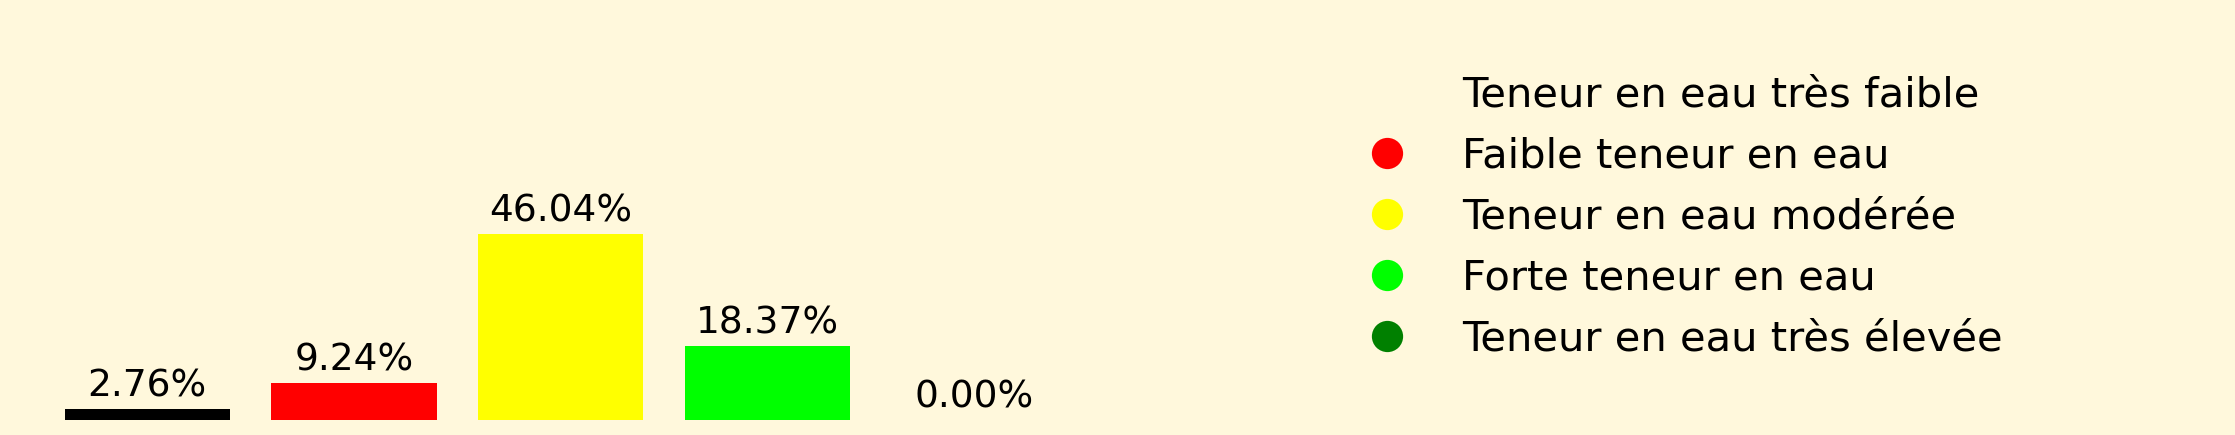 2.76%
9.24%
46.04%
18.37%
0.00%
Teneur en eau très faible
Faible teneur en eau
Teneur en eau modérée
Forte teneur en eau
Teneur en eau très élevée